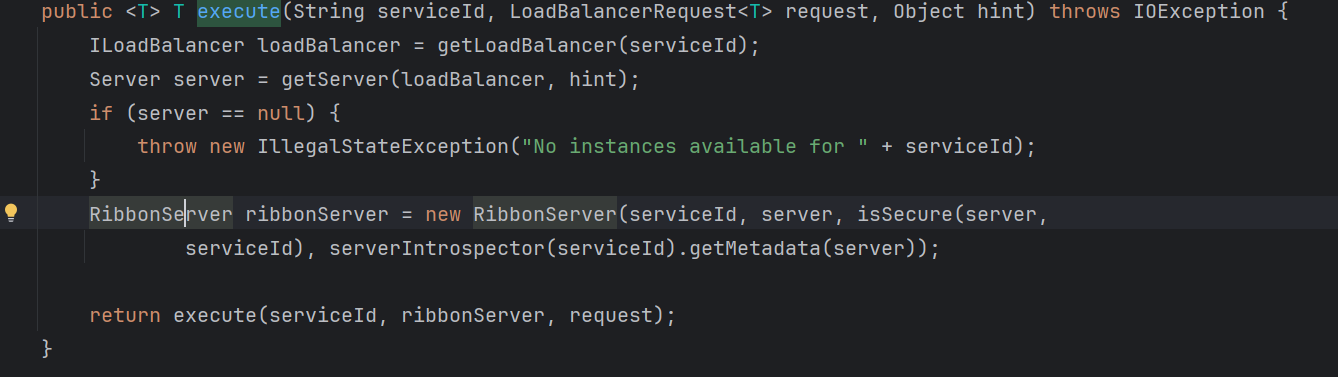 public <T> T execute(String serviceId, LoadBalancerRequest<T> request, Object hint) throws IOException {
    ILoadBalancer loadBalancer = getLoadBalancer(serviceId);
    Server server = getServer(loadBalancer, hint);
    if (server == null) {
        throw new IllegalStateException("No instances available for " + serviceId);
    }
    RibbonServer ribbonServer = new RibbonServer(serviceId, server, isSecure(server,
            serviceId), serverIntrospector(serviceId).getMetadata(server));
    return execute(serviceId, ribbonServer, request);
}